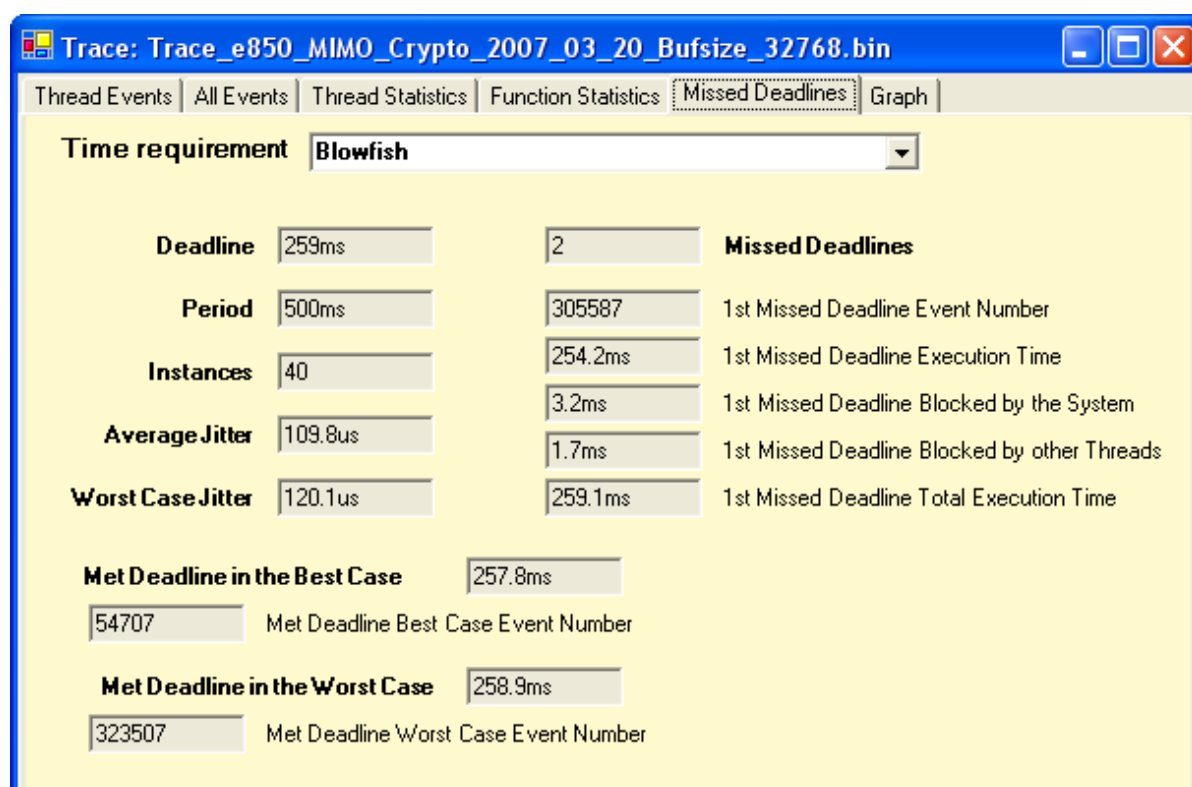 Trace: Trace_e850_MIMO_Crypto_2007_03_20_Bufsize_32768.bin
Thread Events All Events Thread Statistics Function Statistics Missed Deadlines Graph
Time requirement Blowfish
Deadline 259ms 2 Missed Deadlines
Period 500ms 305587 1st Missed Deadline Event Number
254.2ms 1st Missed Deadline Execution Time
Instances 40
3.2ms 1st Missed Deadline Blocked by the System
Average Jitter 109.8us 1.7ms 1st Missed Deadline Blocked by other Threads
Worst Case Jitter 120.1us 259.1ms 1st Missed Deadline Total Execution Time
Met Deadline in the Best Case 257.8ms
54707 Met Deadline Best Case Event Number
Met Deadline in the Worst Case 258.9ms
323507 Met Deadline Worst Case Event Number